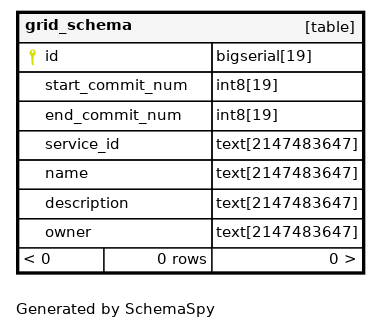 grid_schema [table]
id bigserial[19]
start_commit_num int8[19]
end_commit_num int8[19]
service_id text[2147483647]
name text[2147483647]
description text[2147483647]
owner text[2147483647]
< 0 0 rows 0 >
Generated by SchemaSpy